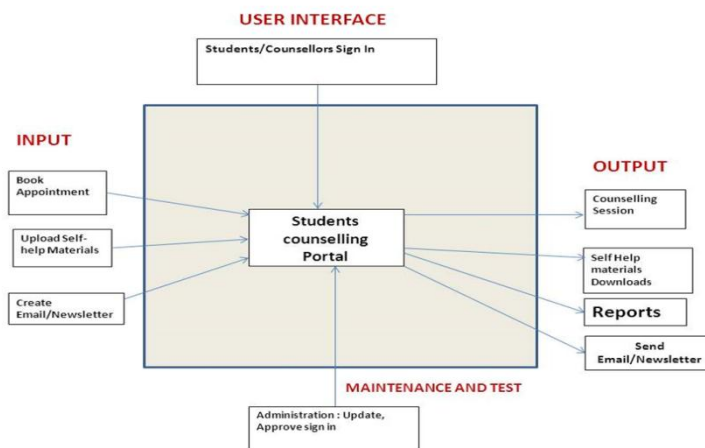 USER INTERFACE
Students/Counsellors Sign In
INPUT
Book
Appointment
Upload Self-
help Materials
Create
Email/Newsletter
Students
counselling
Portal
OUTPUT
Counselling
Session
Self Help
materials
Downloads
Reports
Send
Email/Newsletter
MAINTENANCE AND TEST
Administration : Update,
Approve sign in